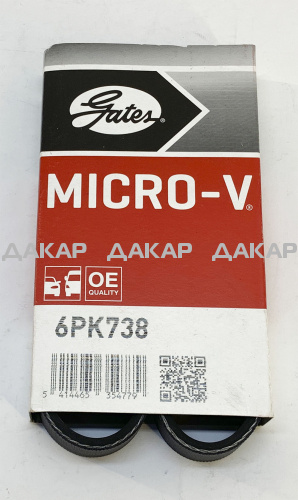 Gates®
MICRO-V®
ДАКАР ДАКАР ДАКАР
OE
QUALITY
6PK738
5 414465 354779